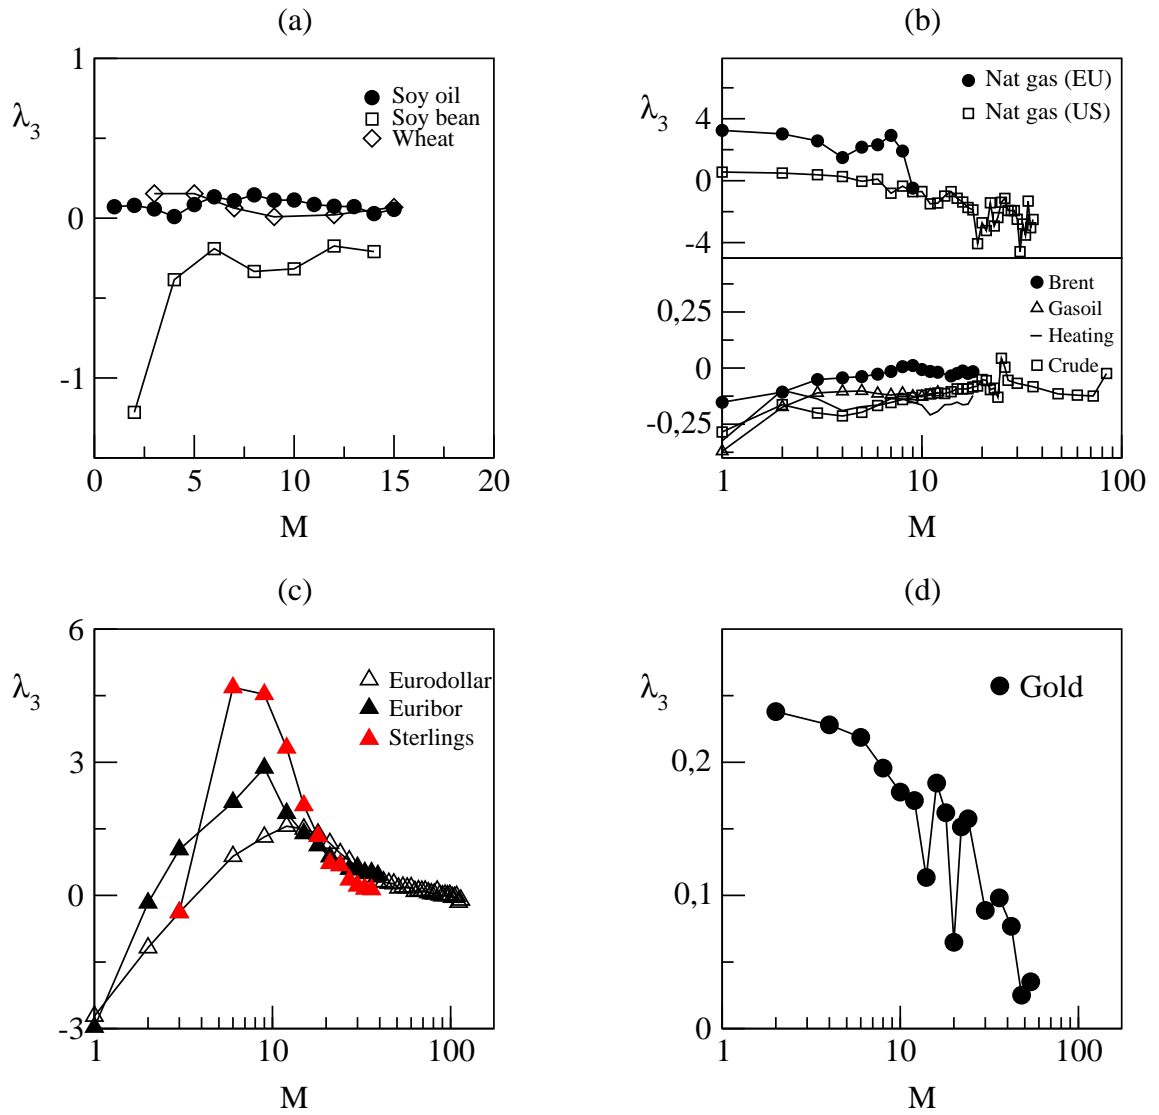 (a)
1
λ3
Soy oil
Soy bean
Wheat
0
-1
0 5 10 15 20
M
(b)
Nat gas (EU)
Nat gas (US)
λ3
4
0
-4
Brent
0,25
Gasoil
Heating
0
Crude
-0,25
1 10 100
M
(c)
6
λ3
Eurodollar
Euribor
Sterlings
3
0
-3
1 10 100
M
(d)
λ3
Gold
0,2
0,1
0
1 10 100
M